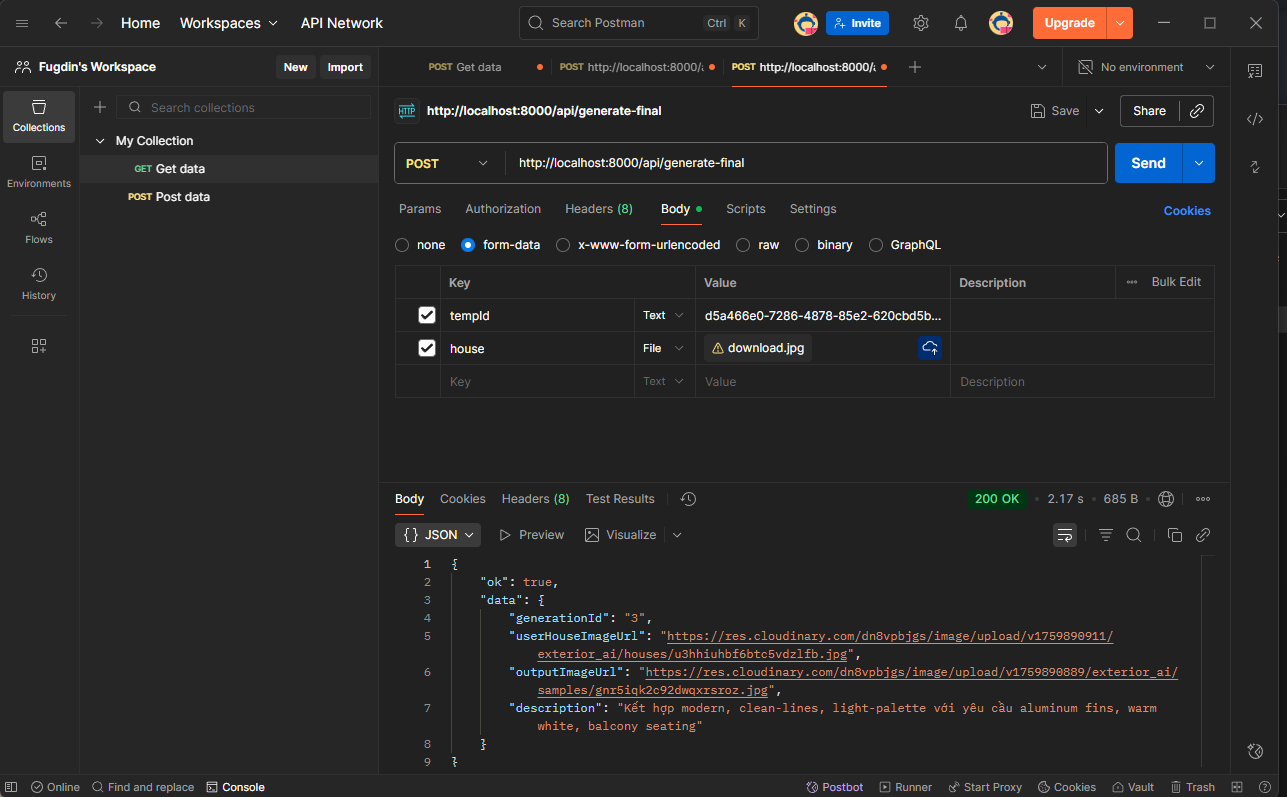 Home Workspaces API Network Search Postman Ctrl K Invite Upgrade
Fugdin's Workspace New Import
POST Get data POST http://localhost:8000/a POST http://localhost:8000/a No environment
Collections
Search collections
My Collection
GET Get data
POST Post data
Environments
Flows
History
HTTP http://localhost:8000/api/generate-final Save Share
POST http://localhost:8000/api/generate-final Send
Params Authorization Headers (8) Body Scripts Settings Cookies
none form-data x-www-form-urlencoded raw binary GraphQL
Key Value Description Bulk Edit
tempId Text d5a466e0-7286-4878-85e2-620cbd5b...
house File download.jpg
Key Text Value Description
Body Cookies Headers (8) Test Results 200 OK 2.17 s 685 B
{} JSON Preview Visualize
1 {
2 "ok": true,
3 "data": {
4 "generationId": "3",
5 "userHouseImageUrl": "https://res.cloudinary.com/dn8vpbjgs/image/upload/v1759890911/
exterior_ai/houses/u3hhiuhbf6btc5vdzlfb.jpg",
6 "outputImageUrl": "https://res.cloudinary.com/dn8vpbjgs/image/upload/v1759890889/exterior_ai/
samples/gnr5iqk2c92dwqxrsroz.jpg",
7 "description": "Kết hợp modern, clean-lines, light-palette với yêu cầu aluminum fins, warm
white, balcony seating"
8 }
9 }
Online Find and replace Console Postbot Runner Start Proxy Cookies Vault Trash